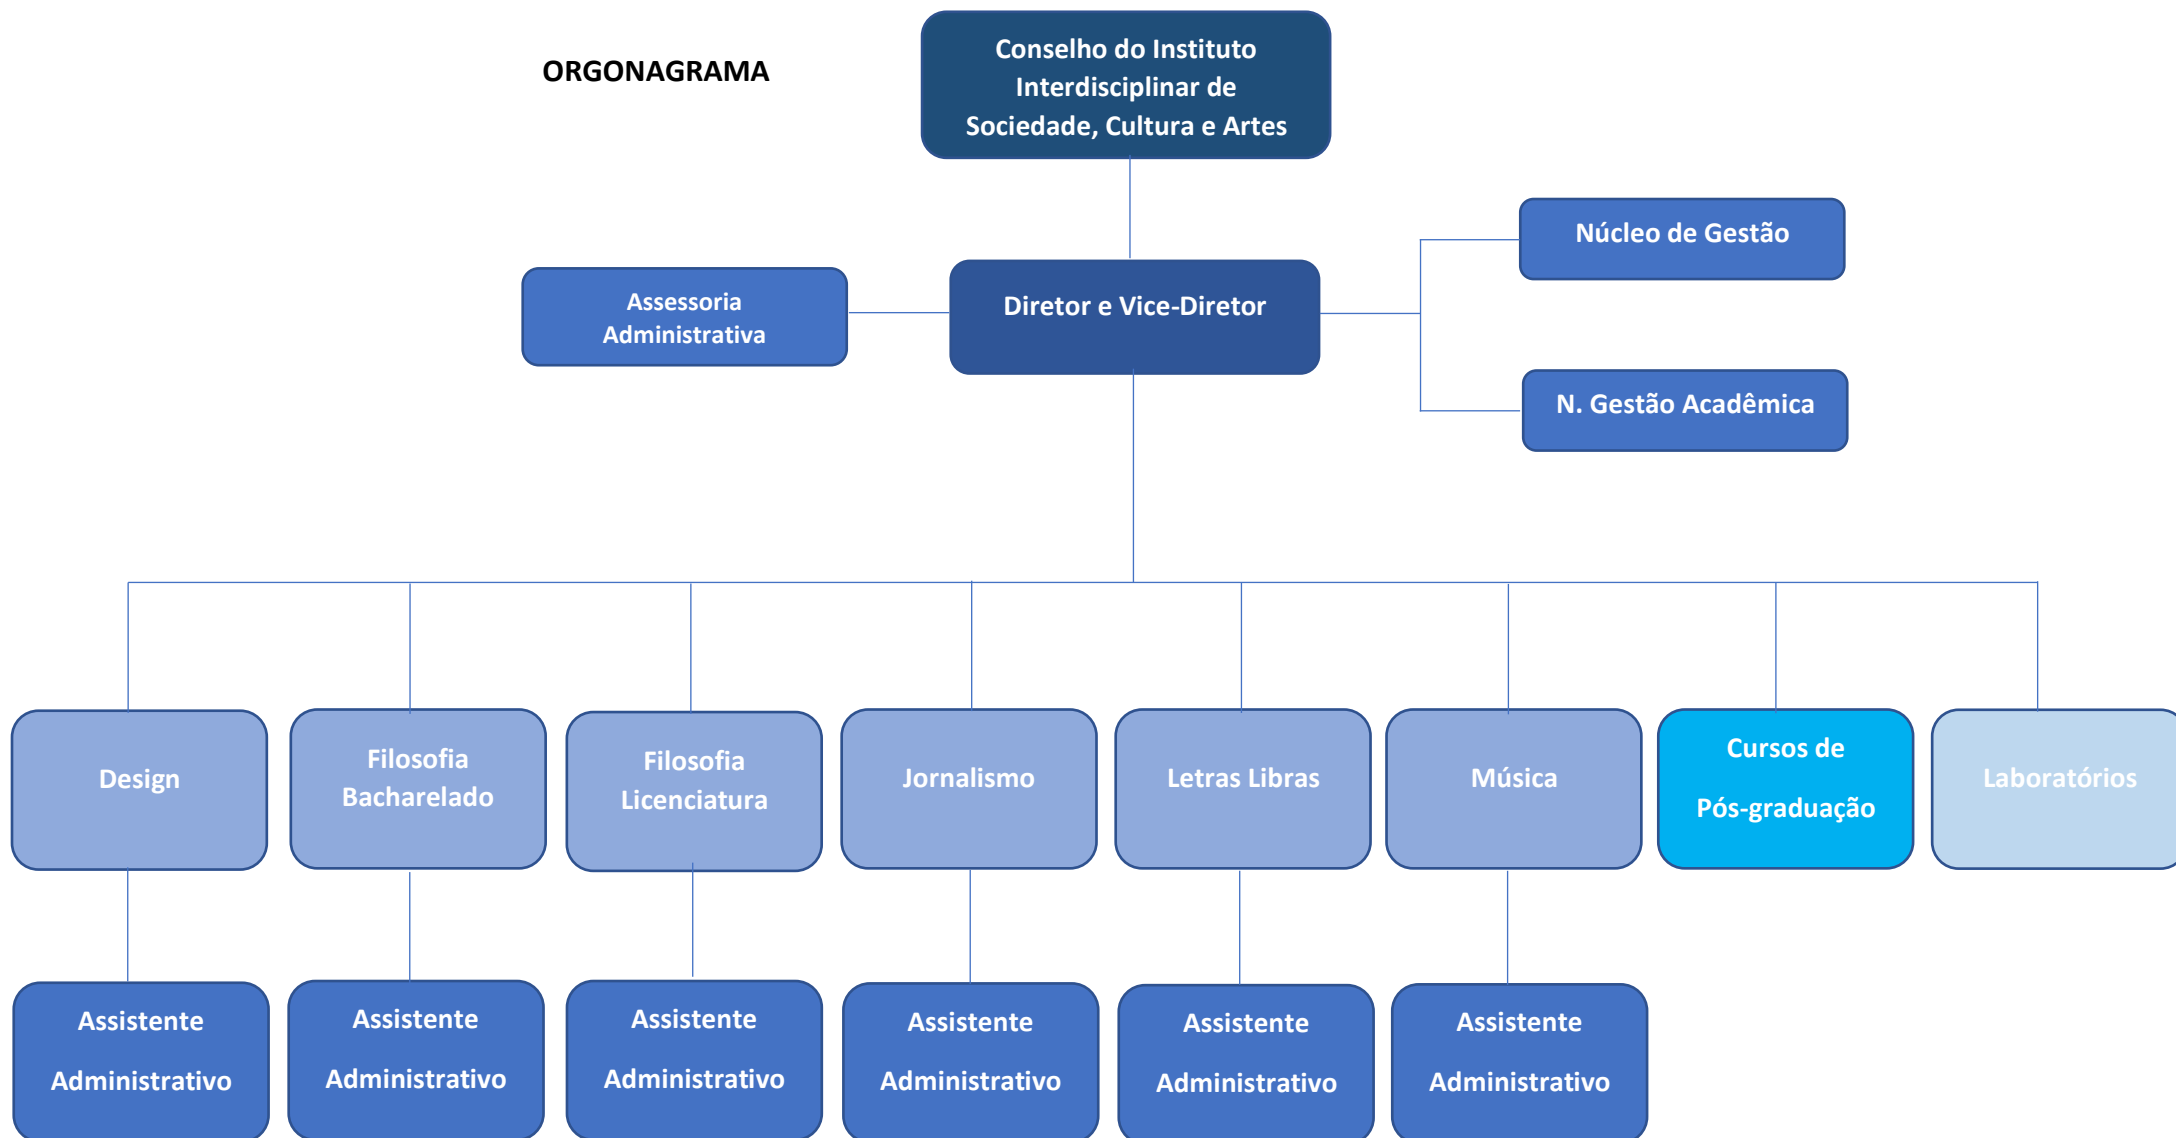 ORGONAGRAMA
Conselho do Instituto
Interdisciplinar de
Sociedade, Cultura e Artes
Núcleo de Gestão
Assessoria
Administrativa
Diretor e Vice-Diretor
N. Gestão Acadêmica
Design
Filosofia
Bacharelado
Filosofia
Licenciatura
Jornalismo
Letras Libras
Música
Cursos de
Pós-graduação
Laboratórios
Assistente
Administrativo
Assistente
Administrativo
Assistente
Administrativo
Assistente
Administrativo
Assistente
Administrativo
Assistente
Administrativo